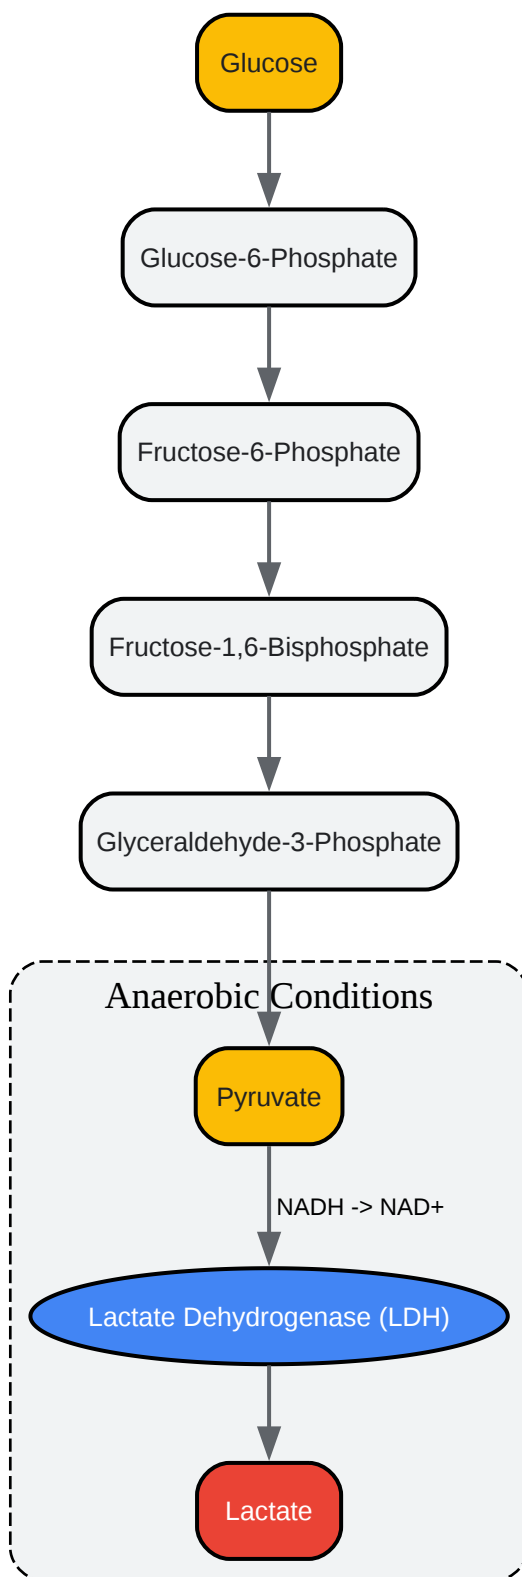 Glucose
Glucose-6-Phosphate
Fructose-6-Phosphate
Fructose-1,6-Bisphosphate
Glyceraldehyde-3-Phosphate
Anaerobic Conditions
Pyruvate
NADH -> NAD+
Lactate Dehydrogenase (LDH)
Lactate